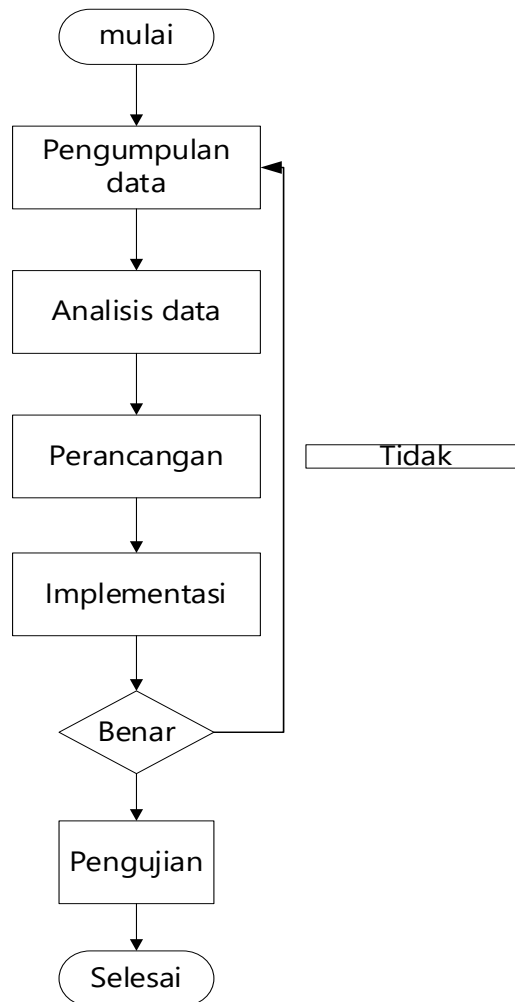 mulai
Pengumpulan
data
Analisis data
Perancangan
Tidak
Implementasi
Benar
Pengujian
Selesai